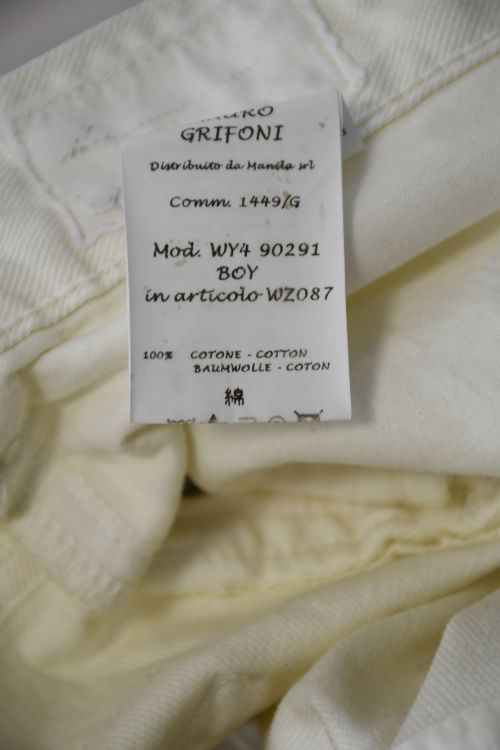 GRIFONI
Distribuito da Manila srl
Comm. 1449/G
Mod. WY4 90291
BOY
in articolo WZ087
100% COTONE - COTTON
BAUMWOLLE - COTON
綿